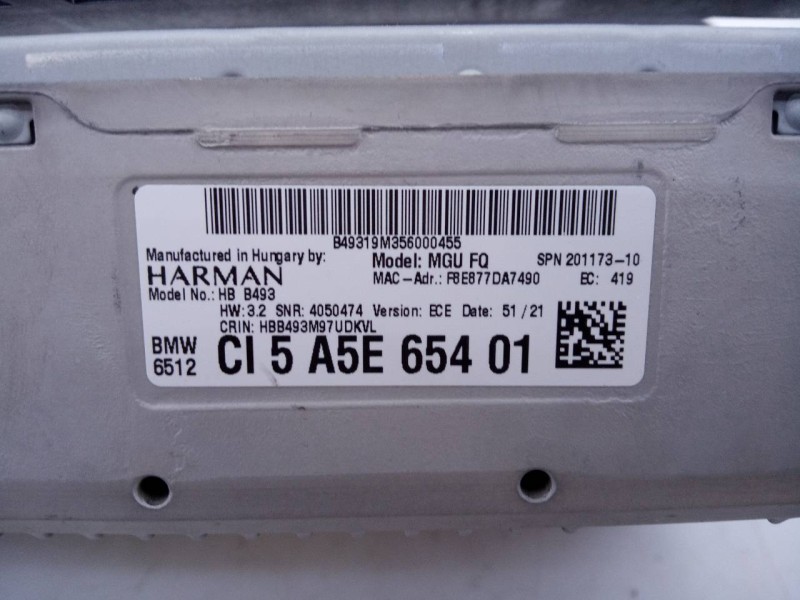 B49319M356000455
Manufactured in Hungary by: Model: MGU FQ SPN 201173-10
HARMAN MAC-Adr.: F8E877DA7490 EC: 419
Model No.: HB B493
HW: 3.2 SNR: 4050474 Version: ECE Date: 51/21
CRIN: HBB493M97UDKVL
BMW 6512 CI 5 A5E 654 01